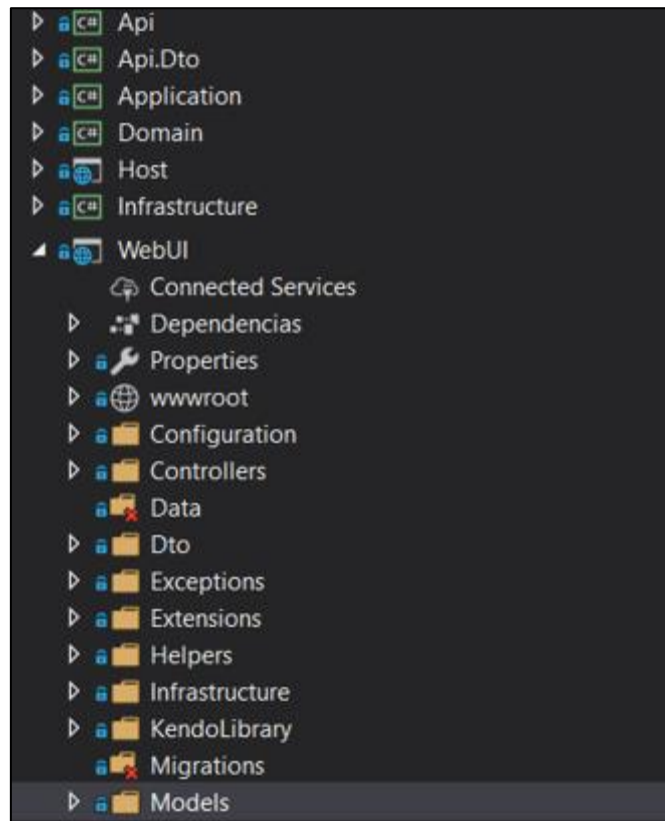 C# Api
C# Api.Dto
C# Application
C# Domain
Host
C# Infrastructure
WebUI
Connected Services
Dependencias
Properties
wwwroot
Configuration
Controllers
Data
Dto
Exceptions
Extensions
Helpers
Infrastructure
KendoLibrary
Migrations
Models